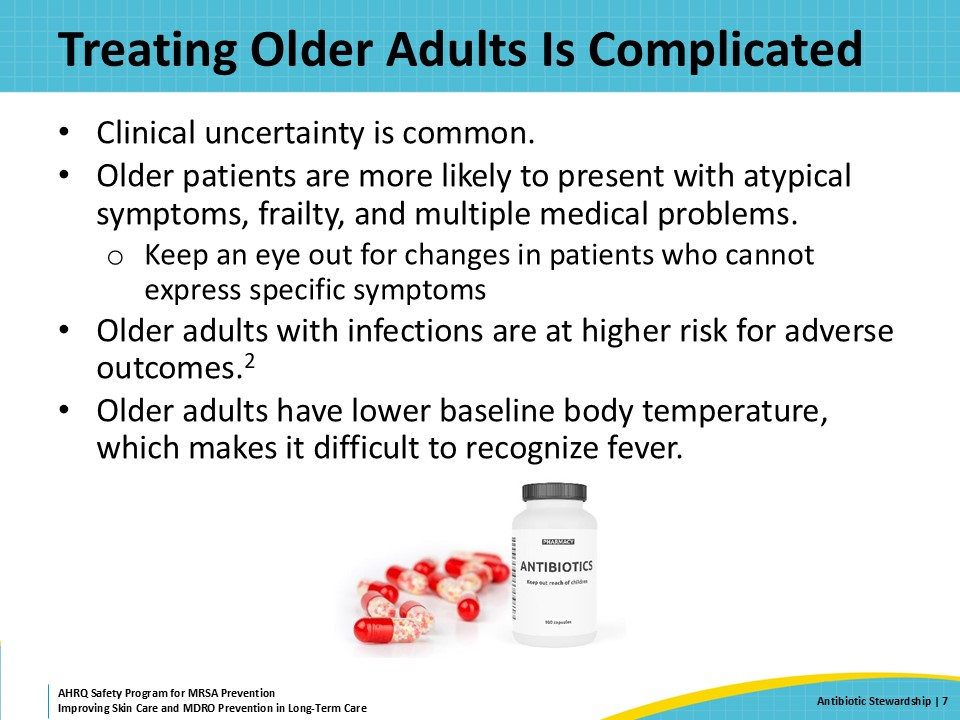 Treating Older Adults Is Complicated
• Clinical uncertainty is common.
• Older patients are more likely to present with atypical
symptoms, frailty, and multiple medical problems.
o Keep an eye out for changes in patients who cannot
express specific symptoms
• Older adults with infections are at higher risk for adverse
outcomes.2
• Older adults have lower baseline body temperature,
which makes it difficult to recognize fever.
PHARMACY
ANTIBIOTICS
Keep out reach of children
100 capsules
AHRQ Safety Program for MRSA Prevention
Improving Skin Care and MDRO Prevention in Long-Term Care
Antibiotic Stewardship | 7